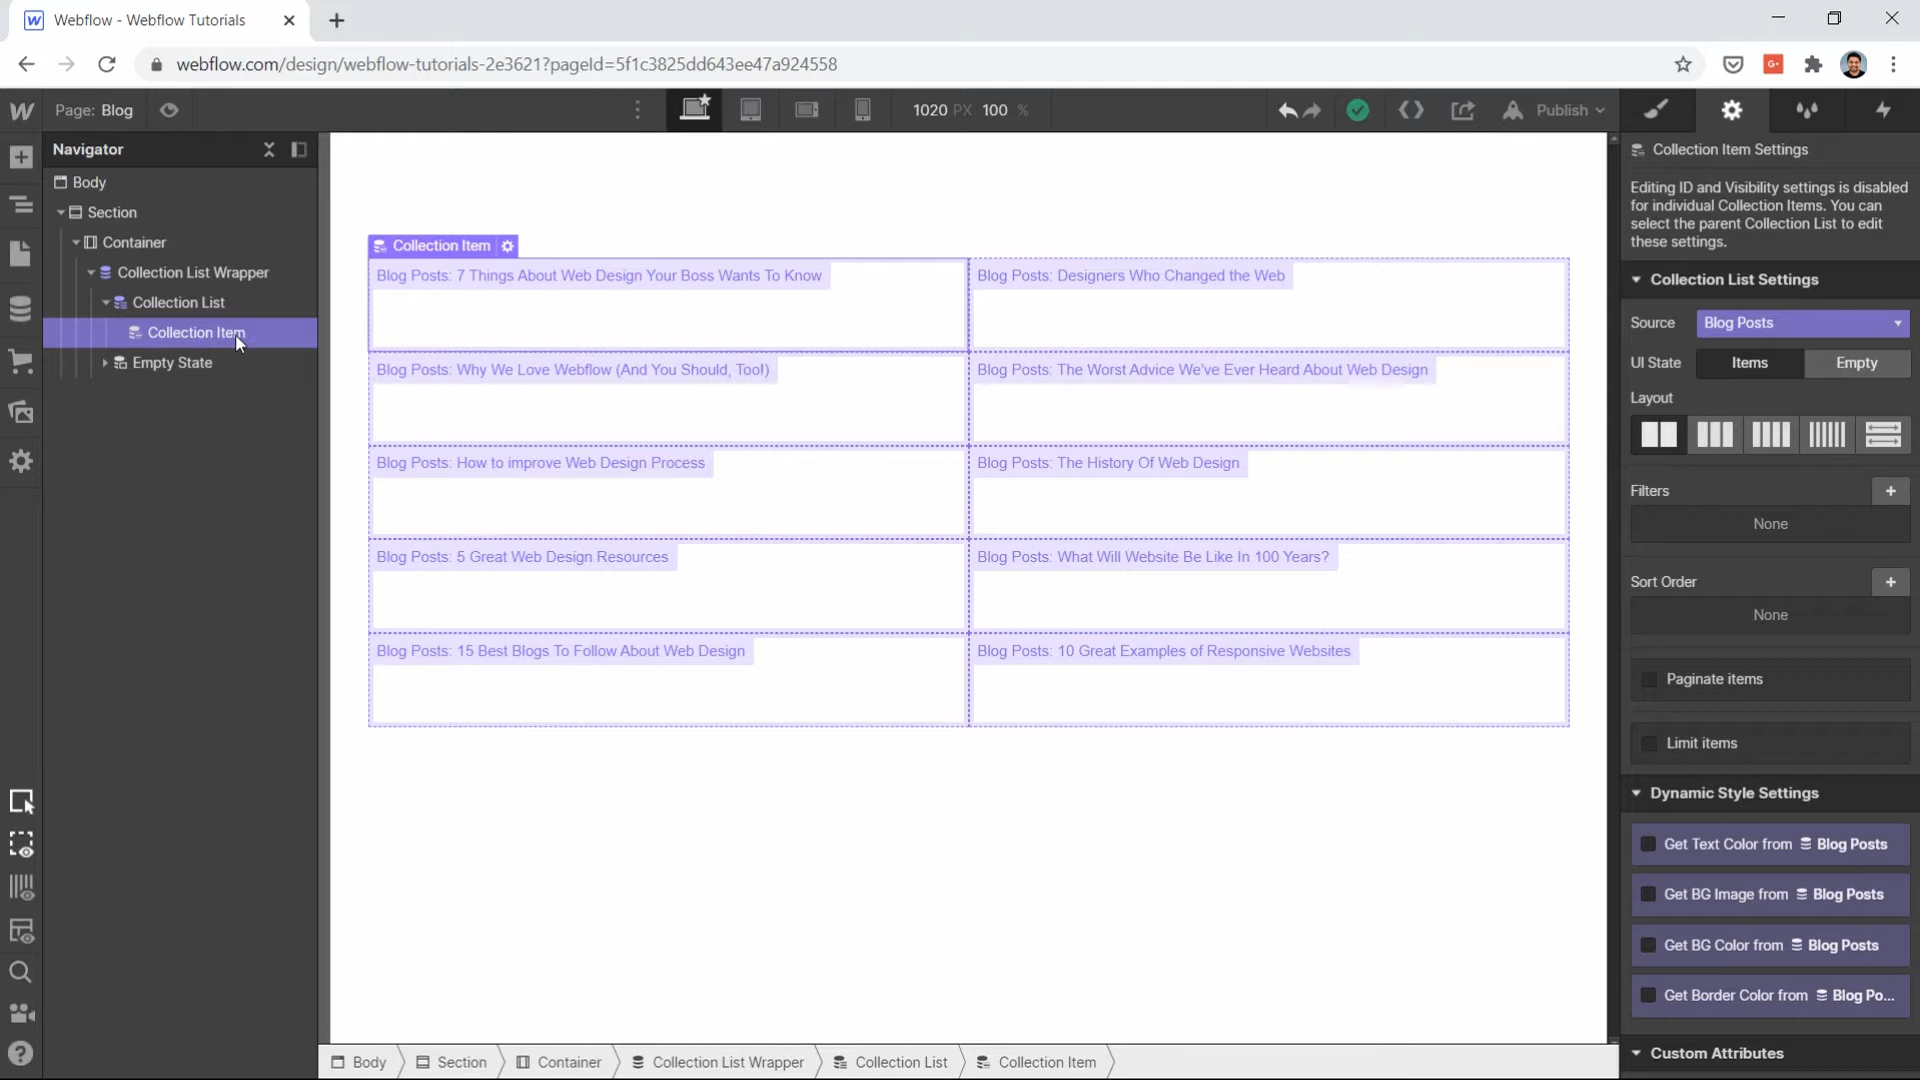 Webflow - Webflow Tutorials
webflow.com/design/webflow-tutorials-2e3621?pageId=5f1c3825dd643ee47a924558
Page: Blog
1020 PX 100 %
Publish
Navigator
Body
Section
Container
Collection List Wrapper
Collection List
Collection Item
Empty State
Collection Item
Blog Posts: 7 Things About Web Design Your Boss Wants To Know
Blog Posts: Designers Who Changed the Web
Blog Posts: Why We Love Webflow (And You Should, Too!)
Blog Posts: The Worst Advice We've Ever Heard About Web Design
Blog Posts: How to improve Web Design Process
Blog Posts: The History Of Web Design
Blog Posts: 5 Great Web Design Resources
Blog Posts: What Will Website Be Like In 100 Years?
Blog Posts: 15 Best Blogs To Follow About Web Design
Blog Posts: 10 Great Examples of Responsive Websites
Collection Item Settings
Editing ID and Visibility settings is disabled
for individual Collection Items. You can
select the parent Collection List to edit
these settings.
Collection List Settings
Source Blog Posts
UI State Items Empty
Layout
Filters
None
Sort Order
None
Paginate items
Limit items
Dynamic Style Settings
Get Text Color from Blog Posts
Get BG Image from Blog Posts
Get BG Color from Blog Posts
Get Border Color from Blog Po...
Custom Attributes
Body Section Container Collection List Wrapper Collection List Collection Item